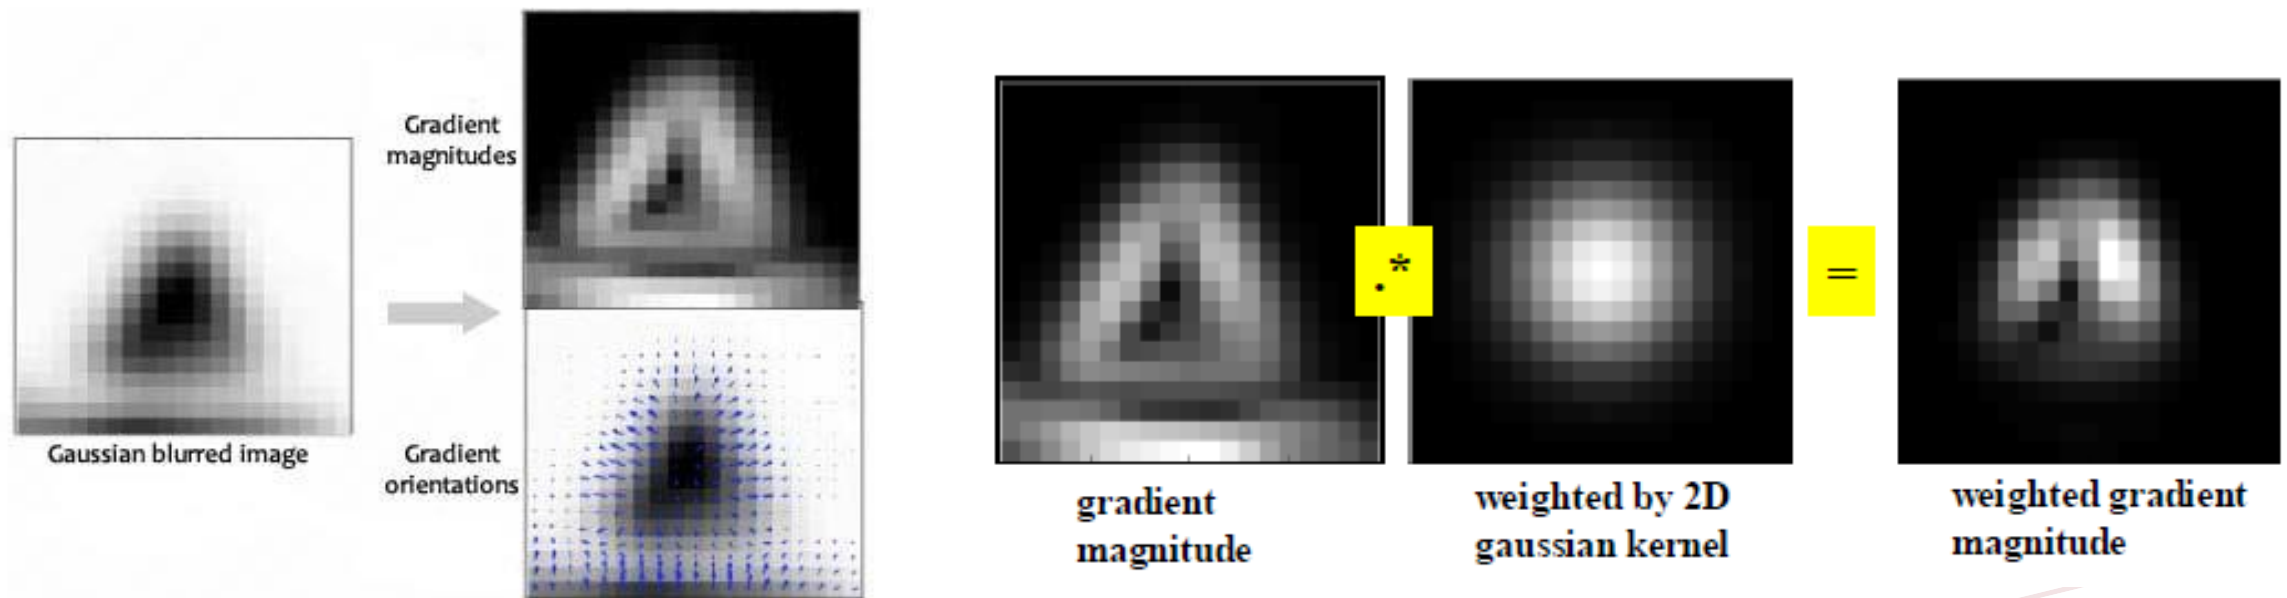 Gaussian blurred image
Gradient
magnitudes
Gradient
orientations
.*
=
gradient
magnitude
weighted by 2D
gaussian kernel
weighted gradient
magnitude